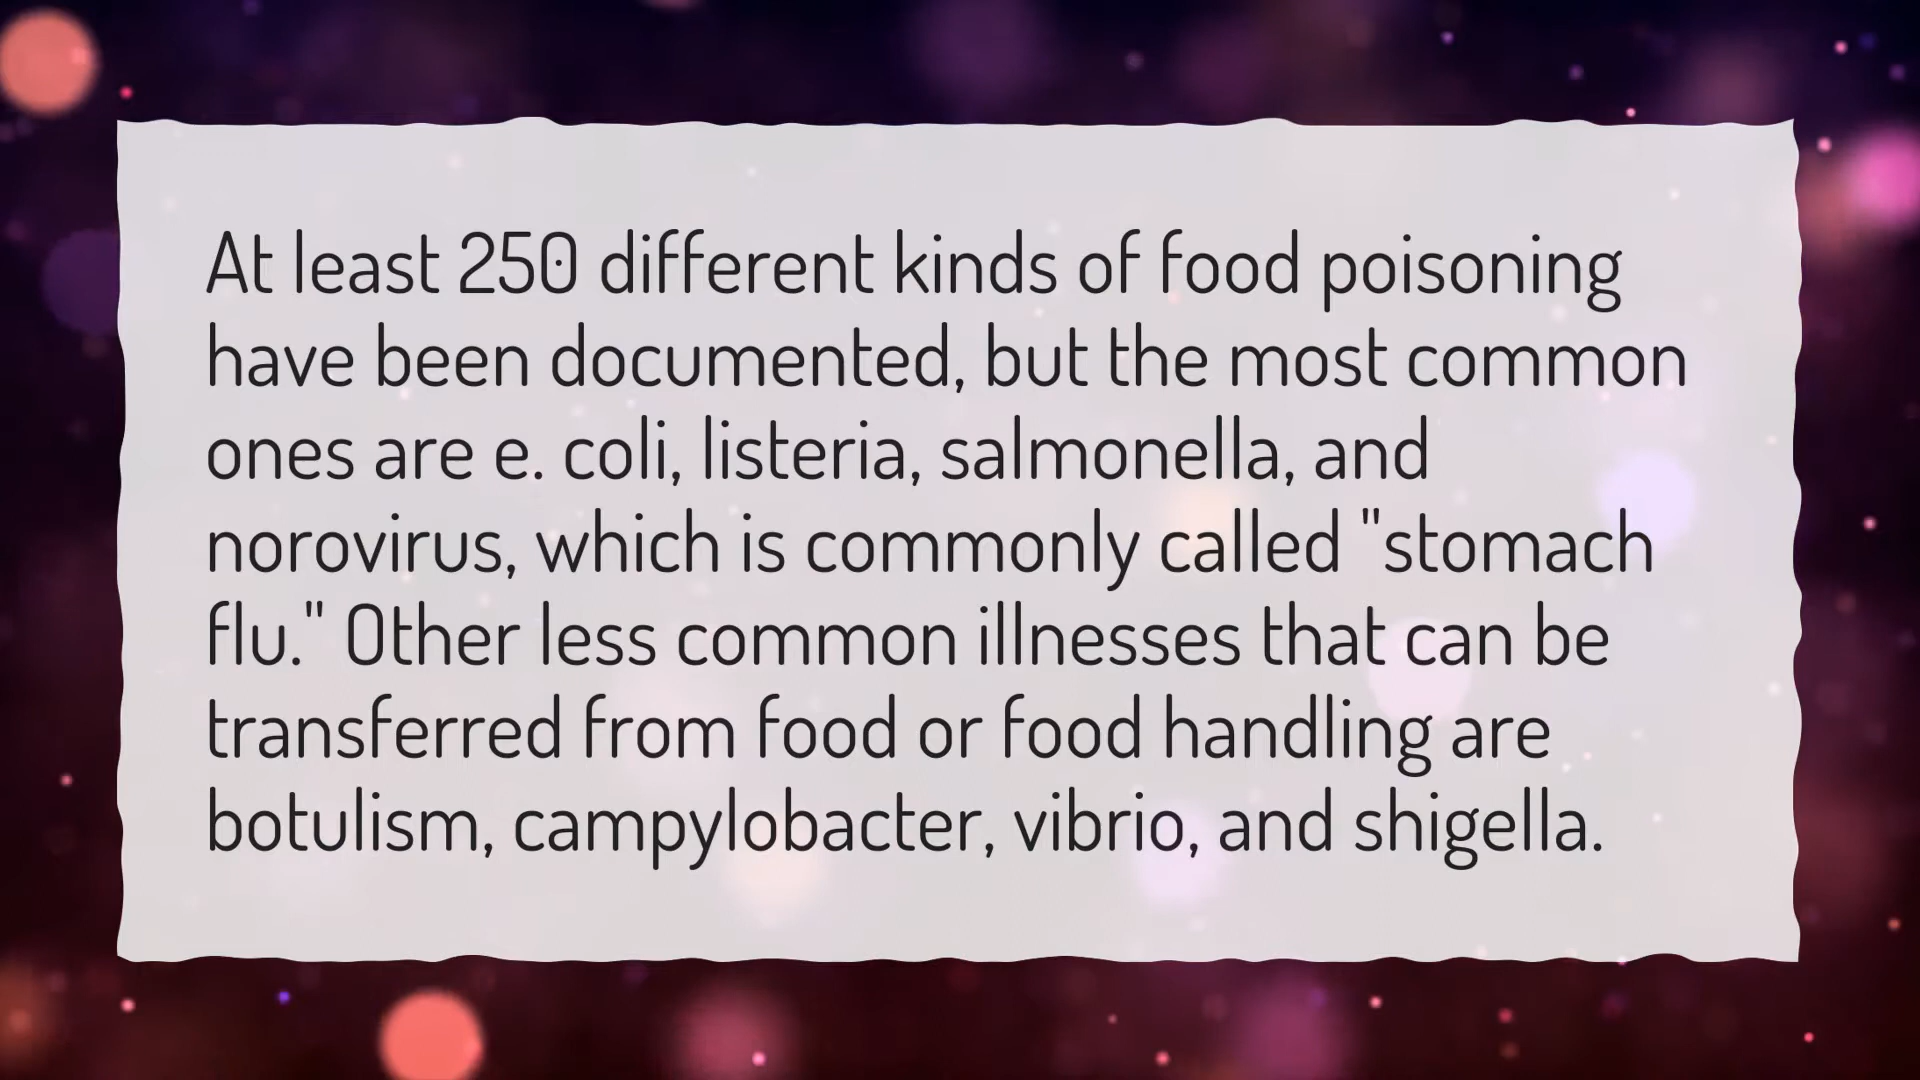 At least 250 different kinds of food poisoning
have been documented, but the most common
ones are e. coli, listeria, salmonella, and
norovirus, which is commonly called "stomach
flu." Other less common illnesses that can be
transferred from food or food handling are
botulism, campylobacter, vibrio, and shigella.